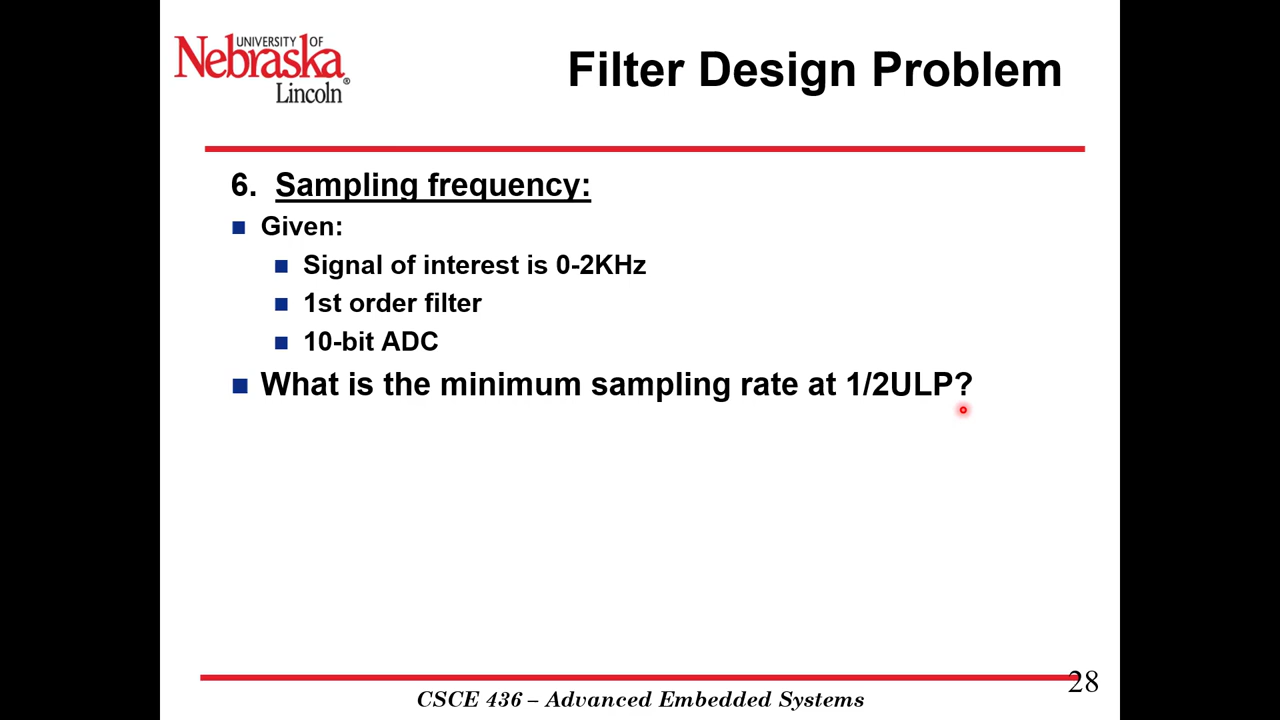 UNIVERSITY OF
Nebraska®
Lincoln
Filter Design Problem
6. Sampling frequency:
Given:
Signal of interest is 0-2KHz
1st order filter
10-bit ADC
What is the minimum sampling rate at 1/2ULP?
28
CSCE 436 – Advanced Embedded Systems